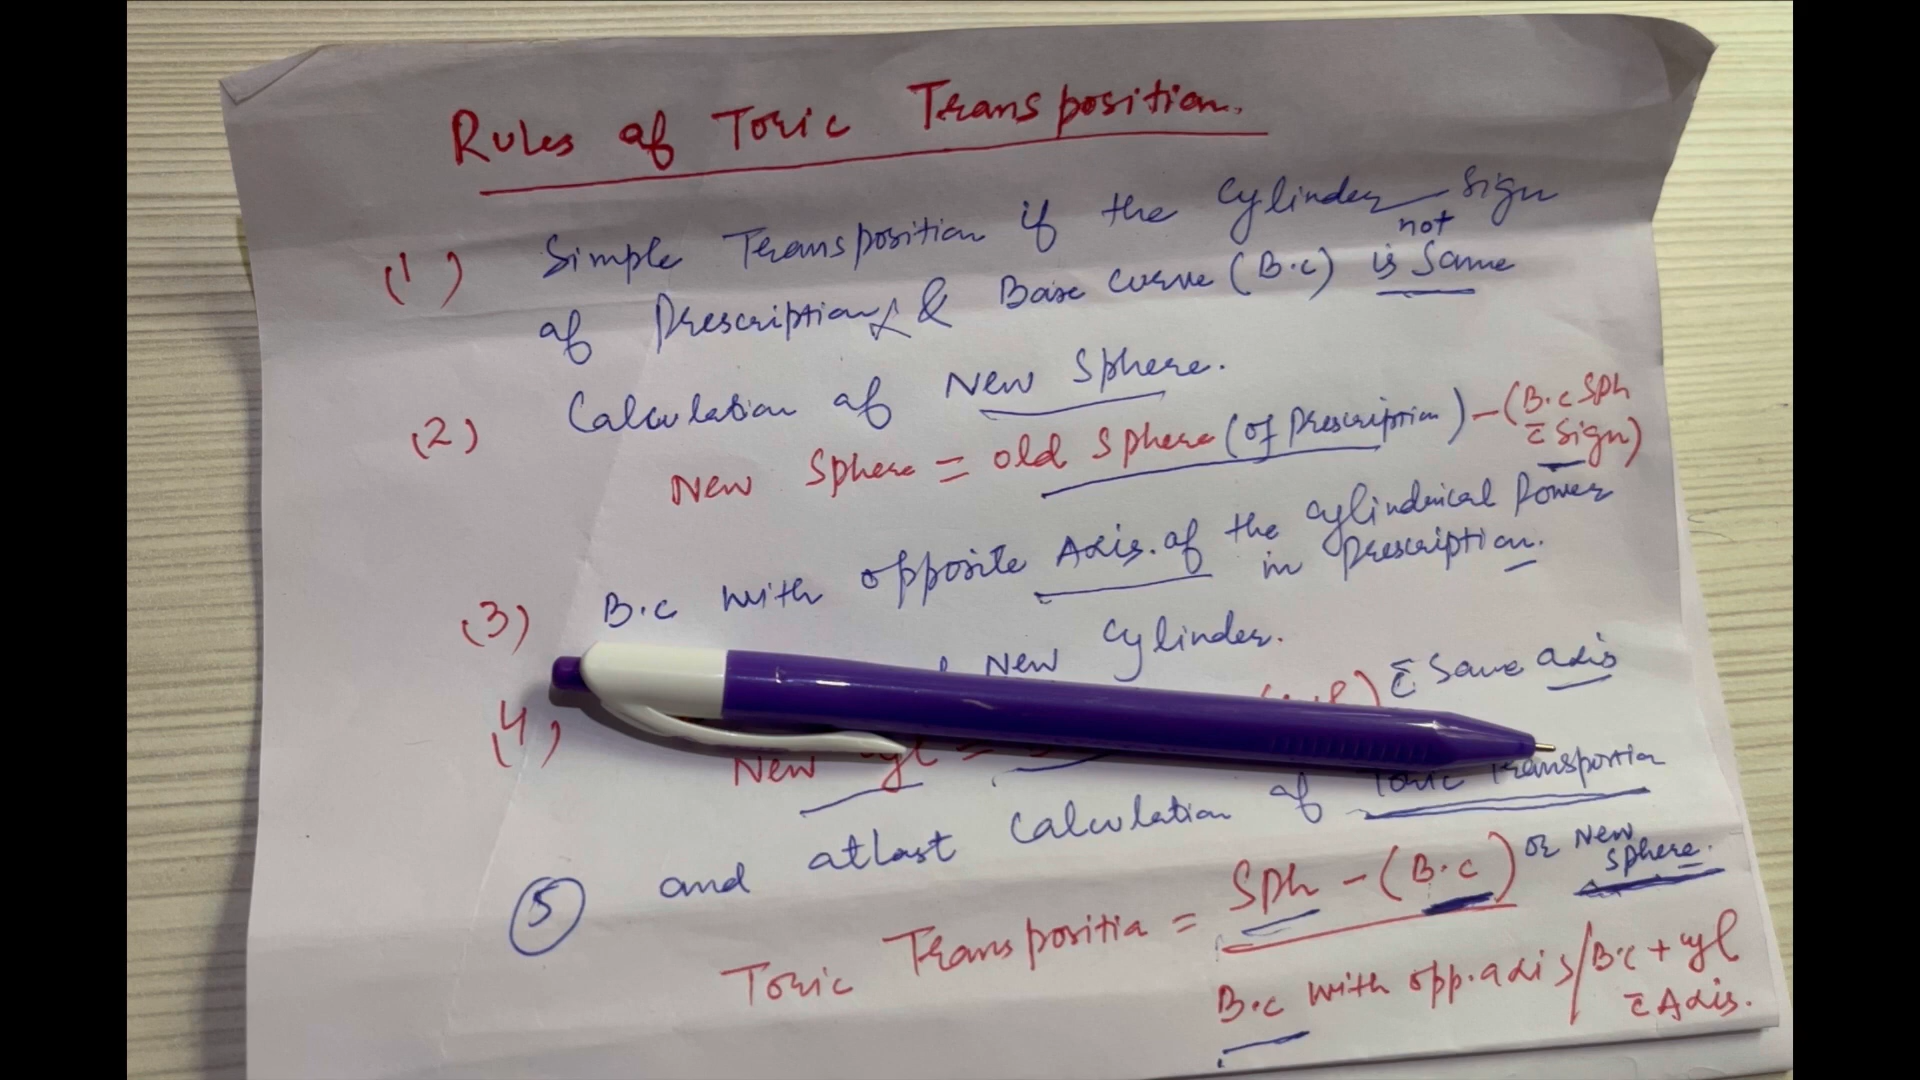 Rules of Toric Transposition.
(1) Simple Transposition if the cylinder sign
not
of Prescription & Base curve (B.c) is Same
(2) Calculation of New Sphere.
New Sphere = old sphere (of prescription) - (B.c Sph
c̄ sign)
(3) B.c with opposite Axis of the cylindrical Power
in prescription.
(4) New cylinder.
c̄ Same axis
New cyl =
(5) and atlast Calculation of Toric Transportion
Toric Transpositia = Sph - (B.c) or New
sphere.
B.c with opp. axis/B.c + cyl
c̄ Axis.